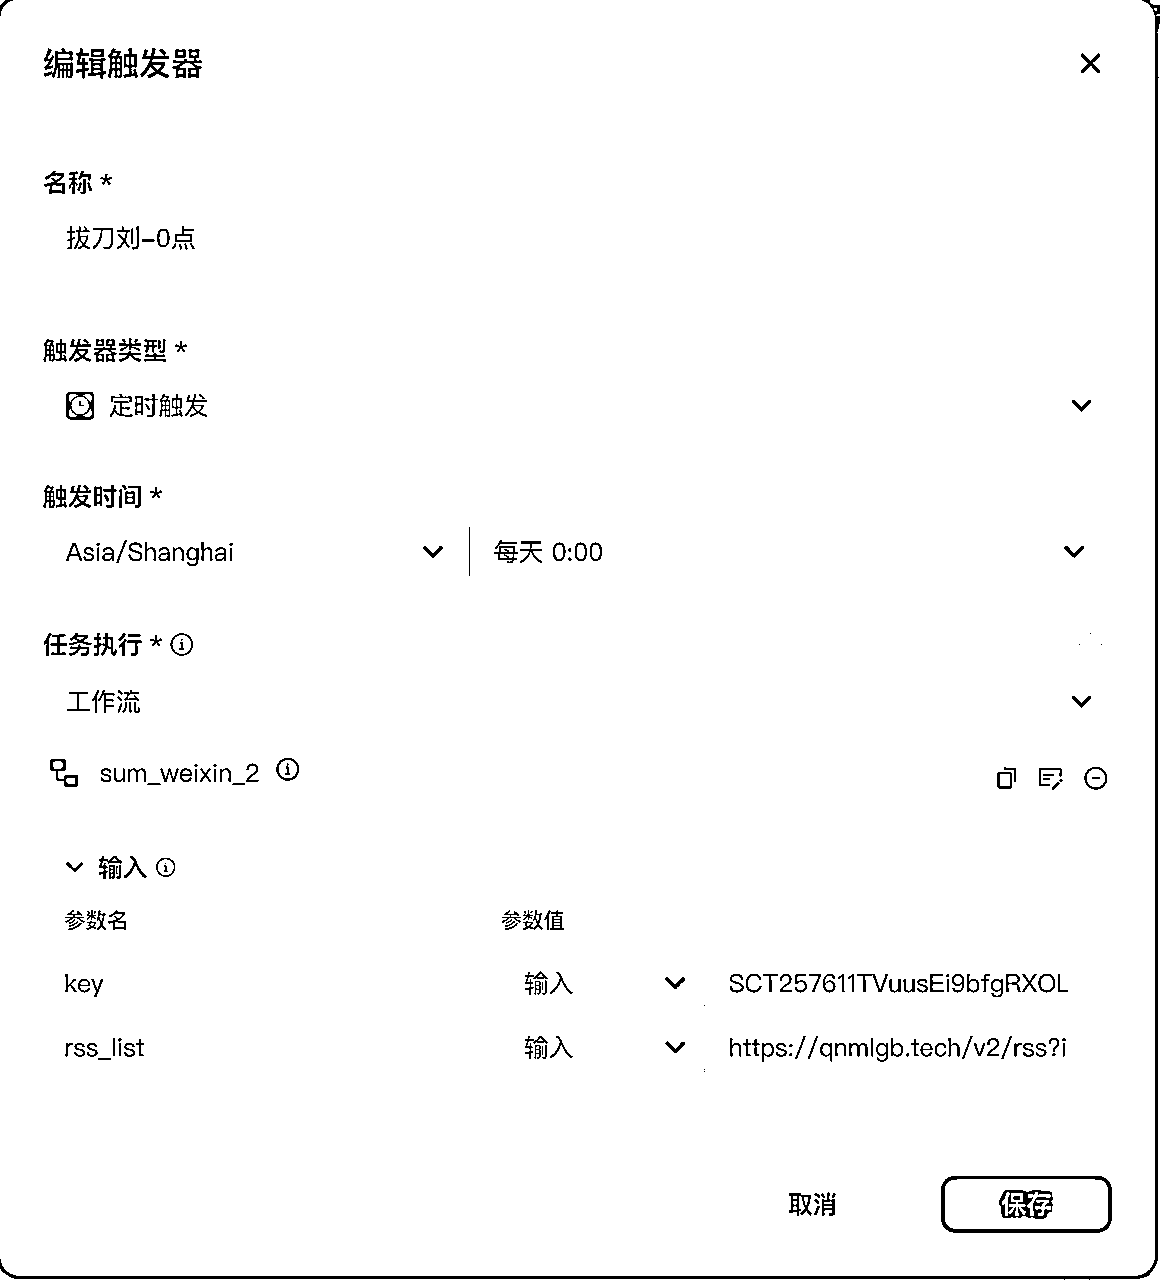 编辑触发器
名称 *
拔刀刘-0点
触发器类型 *
定时触发
触发时间 *
Asia/Shanghai 每天 0:00
任务执行 *
工作流
sum_weixin_2
输入
参数名 参数值
key 输入 SCT257611TVuusEi9bfgRXOL
rss_list 输入 https://qnmlgb.tech/v2/rss?i
取消 保存